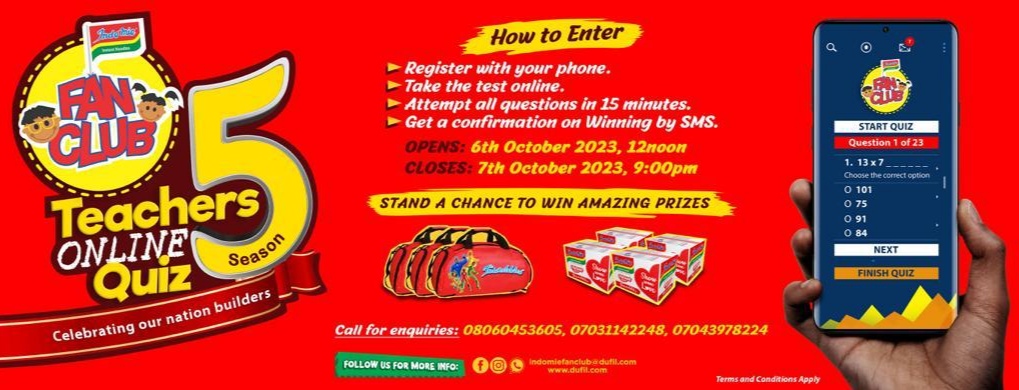 Indomie
Instant Noodles
FAN
CLUB
Teachers
ONLINE
Quiz
5
Season
Celebrating our nation builders
How to Enter
Register with your phone.
Take the test online.
Attempt all questions in 15 minutes.
Get a confirmation on Winning by SMS.
OPENS: 6th October 2023, 12noon
CLOSES: 7th October 2023, 9:00pm
STAND A CHANCE TO WIN AMAZING PRIZES
Indomie
Call for enquiries: 08060453605, 07031142248, 07043978224
FOLLOW US FOR MORE INFO:
indomiefanclub@dufil.com
www.dufil.com
FAN
CLUB
START QUIZ
Question 1 of 23
1. 13 x 7______
Choose the correct option
O 101
O 75
O 91
O 84
NEXT
FINISH QUIZ
Terms and Conditions Apply